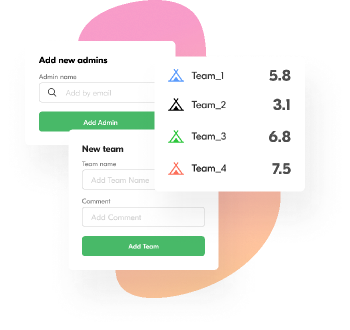 Add new admins
Admin name
Add by email
Add Admin
Team_1 5.8
Team_2 3.1
Team_3 6.8
Team_4 7.5
New team
Team name
Add Team Name
Comment
Add Comment
Add Team